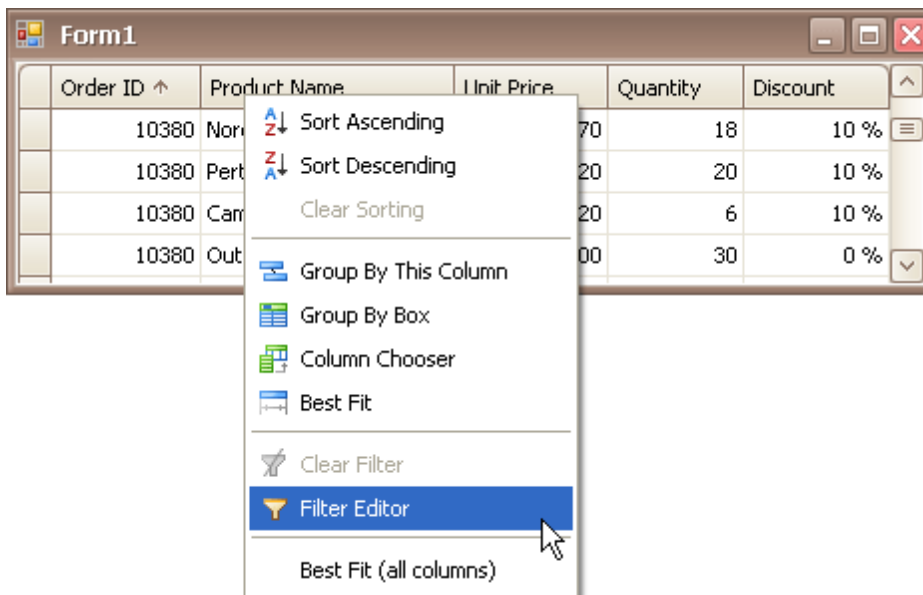 Form1
Order ID Product Name Unit Price Quantity Discount
10380 18 10 %
10380 20 10 %
10380 6 10 %
10380 30 0 %
Sort Ascending
Sort Descending
Clear Sorting
Group By This Column
Group By Box
Column Chooser
Best Fit
Clear Filter
Filter Editor
Best Fit (all columns)